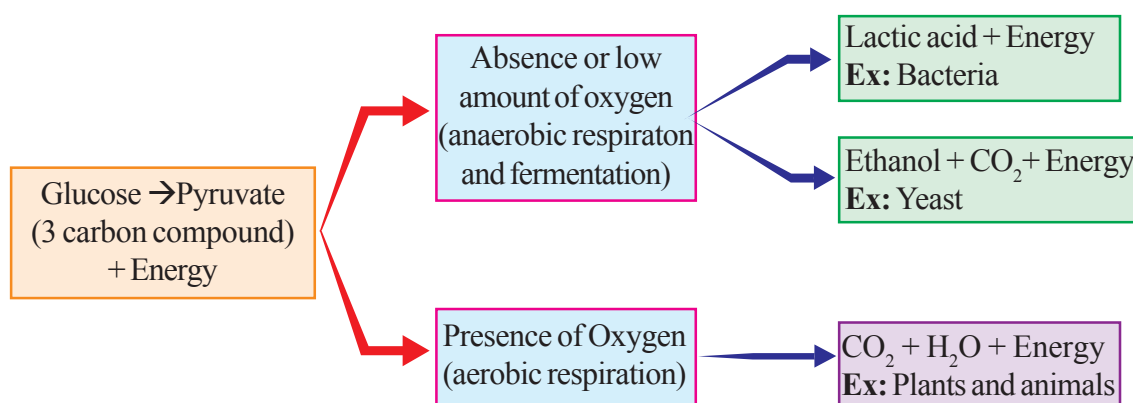 Glucose →Pyruvate
(3 carbon compound)
+ Energy
Absence or low
amount of oxygen
(anaerobic respiraton
and fermentation)
Lactic acid + Energy
Ex: Bacteria
Ethanol + CO₂+ Energy
Ex: Yeast
Presence of Oxygen
(aerobic respiration)
CO₂ + H₂O + Energy
Ex: Plants and animals